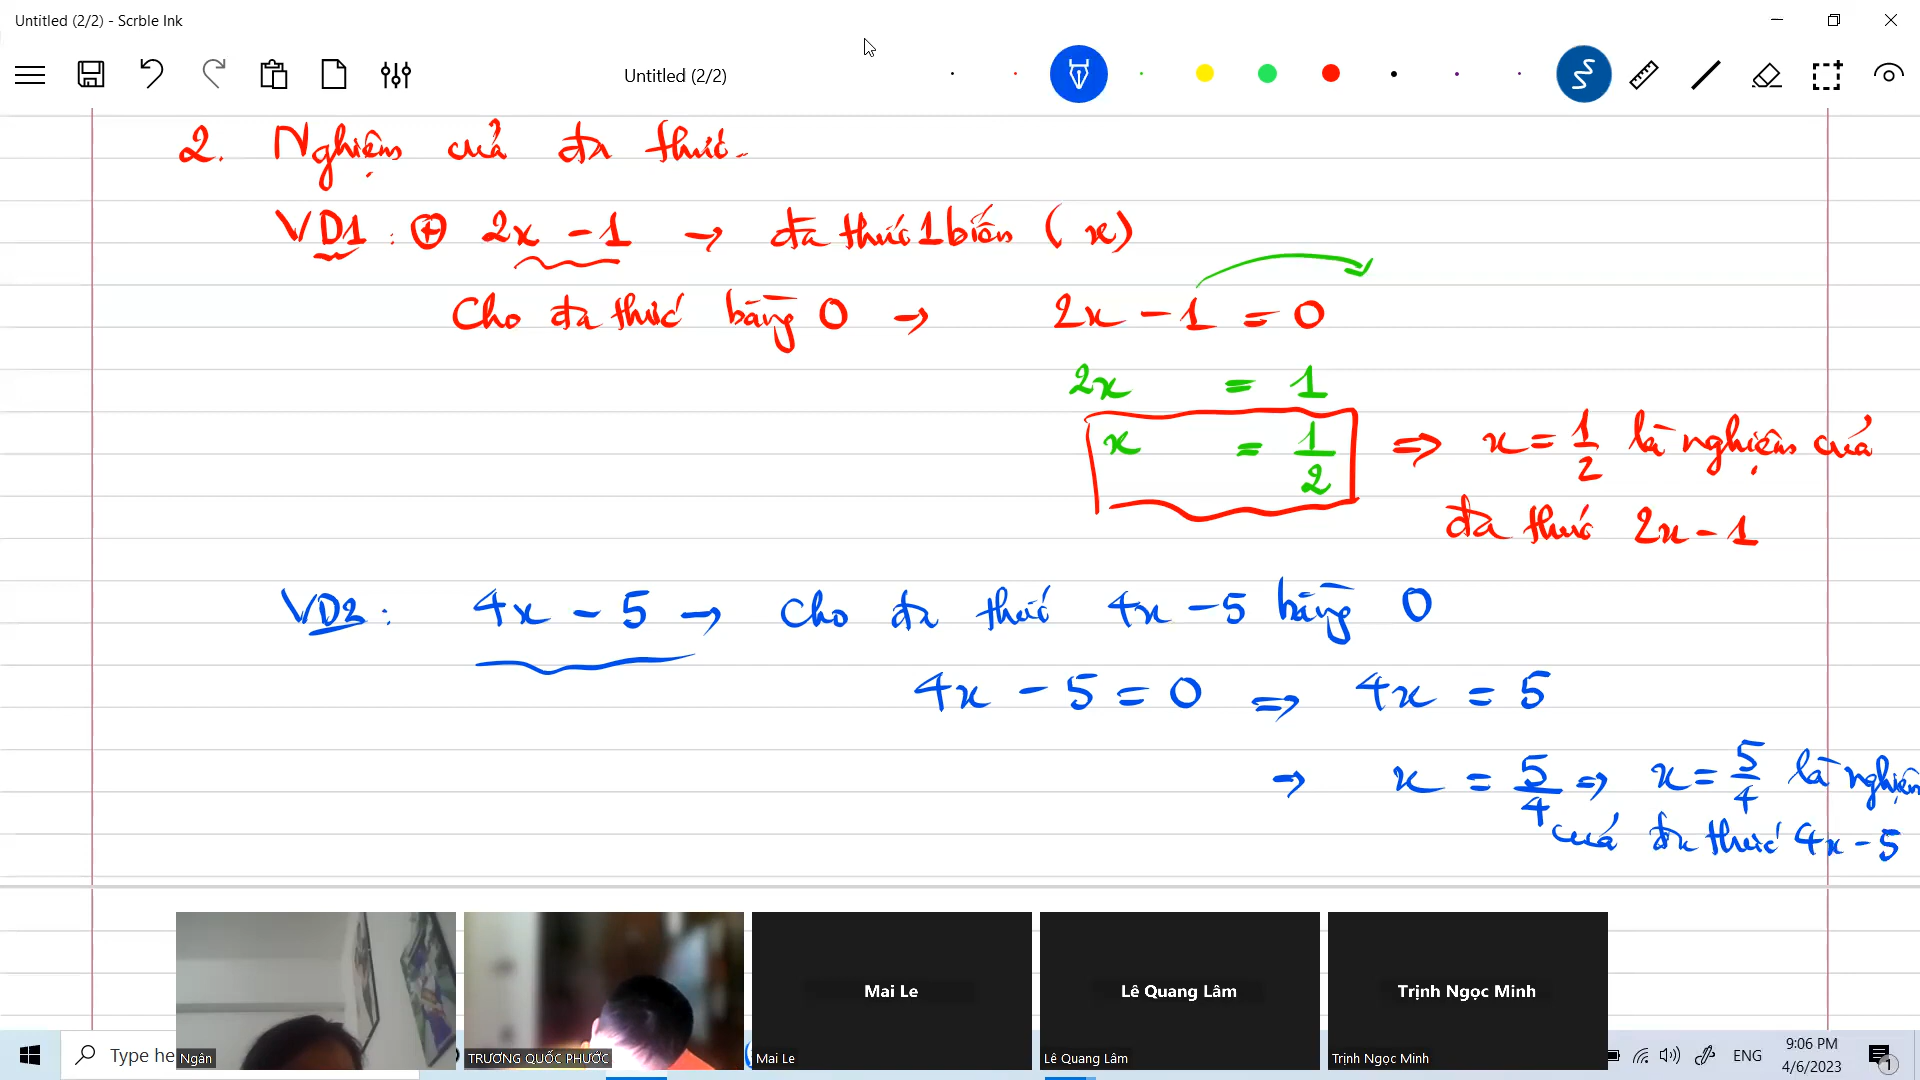 Untitled (2/2) - Scrble Ink
Untitled (2/2)
2. Nghiệm của đa thức.
VD1 : ⊕ 2x - 1 → đa thức 1 biến ( x )
Cho đa thức bằng 0 → 2x - 1 = 0
2x = 1
x = 1/2 ⇒ x = 1/2 là nghiệm của
đa thức 2x - 1
VD2 : 4x - 5 → Cho đa thức 4x - 5 bằng 0
4x - 5 = 0 ⇒ 4x = 5
→ x = 5/4 ⇒ x = 5/4 là nghiệm
của đa thức 4x - 5
Mai Le
Lê Quang Lâm
Trịnh Ngọc Minh
Ngân
TRƯƠNG QUỐC PHƯỚC
Mai Le
Lê Quang Lâm
Trịnh Ngọc Minh
Type he
ENG
9:06 PM
4/6/2023
1